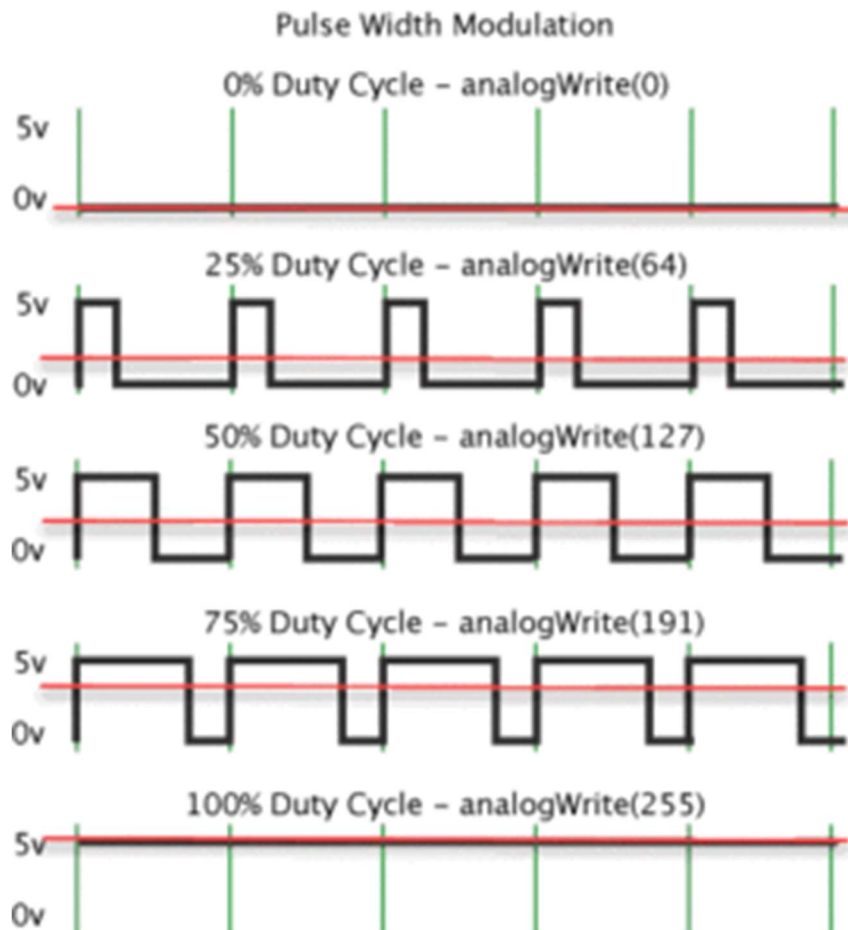 Pulse Width Modulation
0% Duty Cycle – analogWrite(0)
5v
0v
25% Duty Cycle – analogWrite(64)
5v
0v
50% Duty Cycle – analogWrite(127)
5v
0v
75% Duty Cycle – analogWrite(191)
5v
0v
100% Duty Cycle – analogWrite(255)
5v
0v